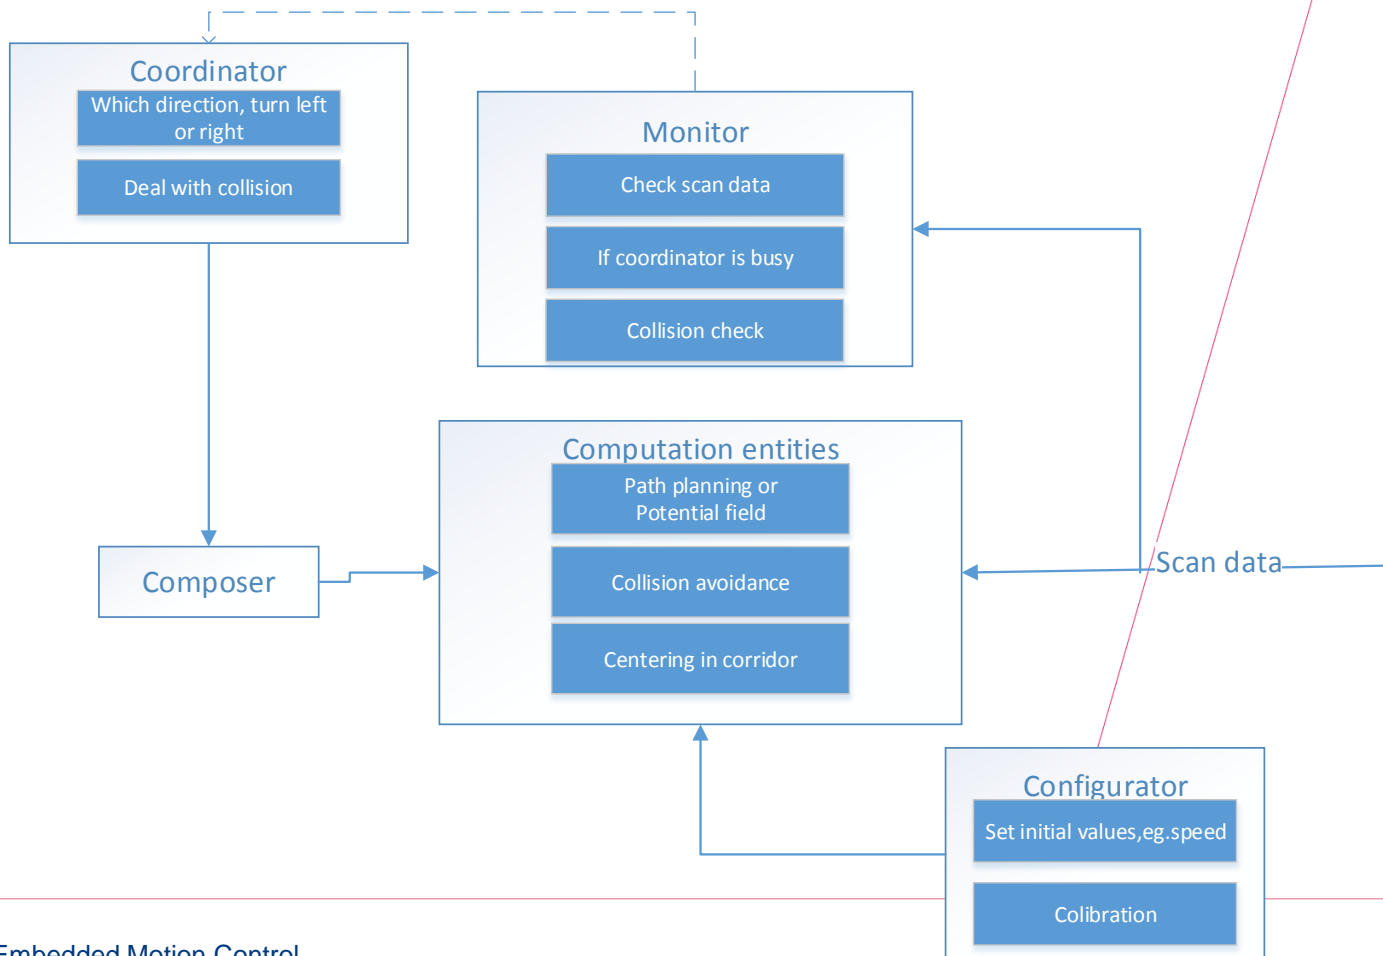 Coordinator
Which direction, turn left
or right
Deal with collision
Monitor
Check scan data
If coordinator is busy
Collision check
Computation entities
Path planning or
Potential field
Collision avoidance
Centering in corridor
Composer
Scan data
Configurator
Set initial values,eg.speed
Colibration
Embedded Motion Control